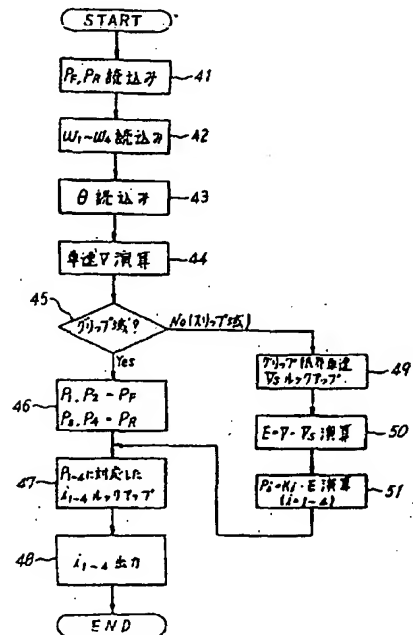 START
PF, PR 読込み
41
ω1~ω4 読込み
42
θ 読込み
43
車速V 演算
44
45
グリップ域?
No(スリップ域)
Yes
グリップ限界車速
VS ルックアップ
49
P1, P2 = PF
P3, P4 = PR
46
E=V-VS 演算
50
P1~4に対応した
i1~4 ルックアップ
47
Pi=Ki・E 演算
(i=1~4)
51
i1~4 出力
48
END